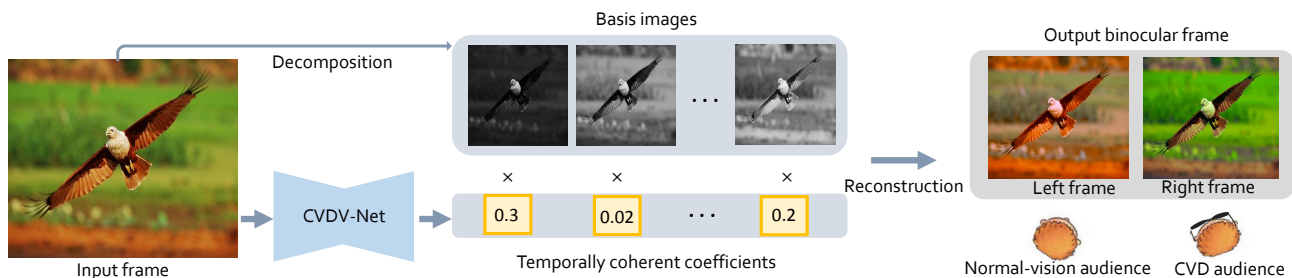 Basis images
Decomposition
Output binocular frame
× × ×
Reconstruction
Left frame Right frame
CVDV-Net
0.3 0.02 ··· 0.2
Input frame
Temporally coherent coefficients
Normal-vision audience CVD audience